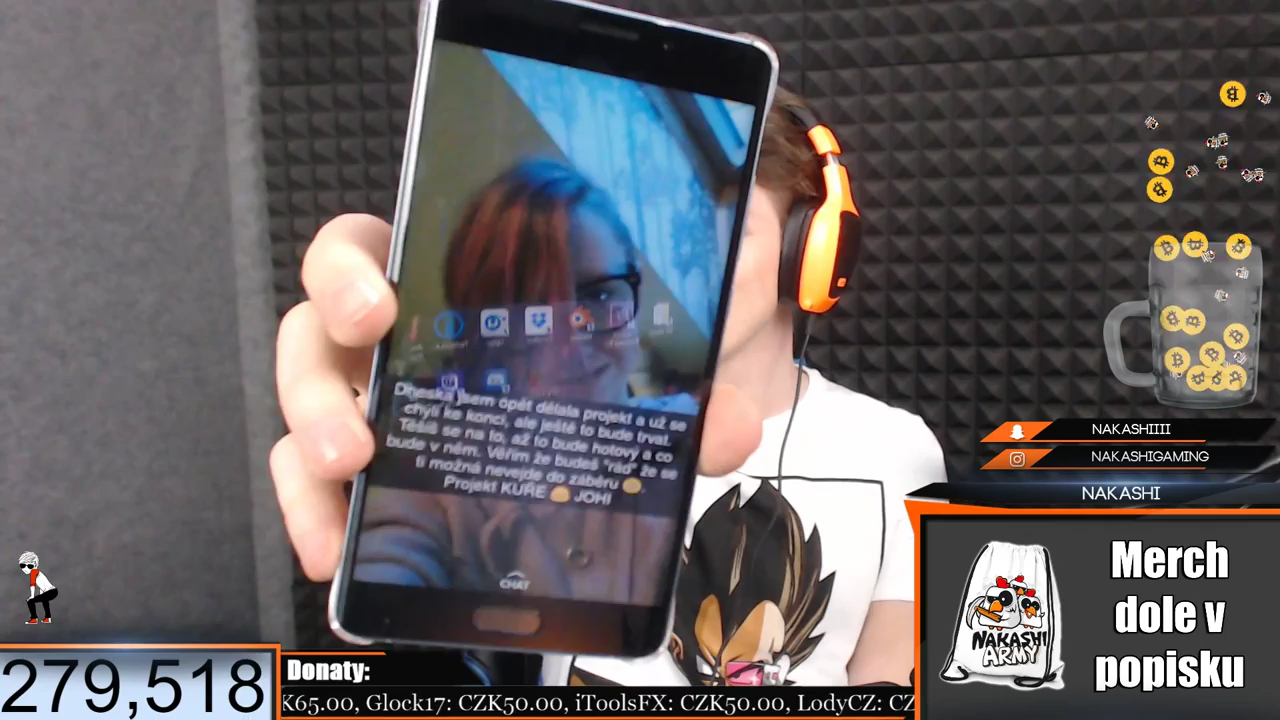 Dneska jsem opět dělala projekt a už se
chýlí ke konci, ale ještě to bude trvat.
Těšíš se na to, až to bude hotový a co
bude v něm. Věřim že budeš "rád" že se
ti možná nevejde do záběru
Projekt KUŘE JOH!
CHAT
NAKASHIIII
NAKASHIGAMING
NAKASHI
Merch
dole v
popisku
NAKASHI
ARMY
279,518
Donaty:
K65.00, Glock17: CZK50.00, iToolsFX: CZK50.00, LodyCZ: CZ